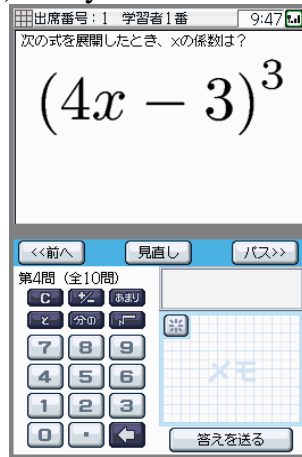 出席番号：1 学習者1番 9:47
次の式を展開したとき、xの係数は？
(4x − 3)³
<<前へ 見直し パス>>
第4問（全10問）
C +/− あまり
と 分の √
7 8 9
4 5 6
1 2 3
0 ・
メモ
答えを送る